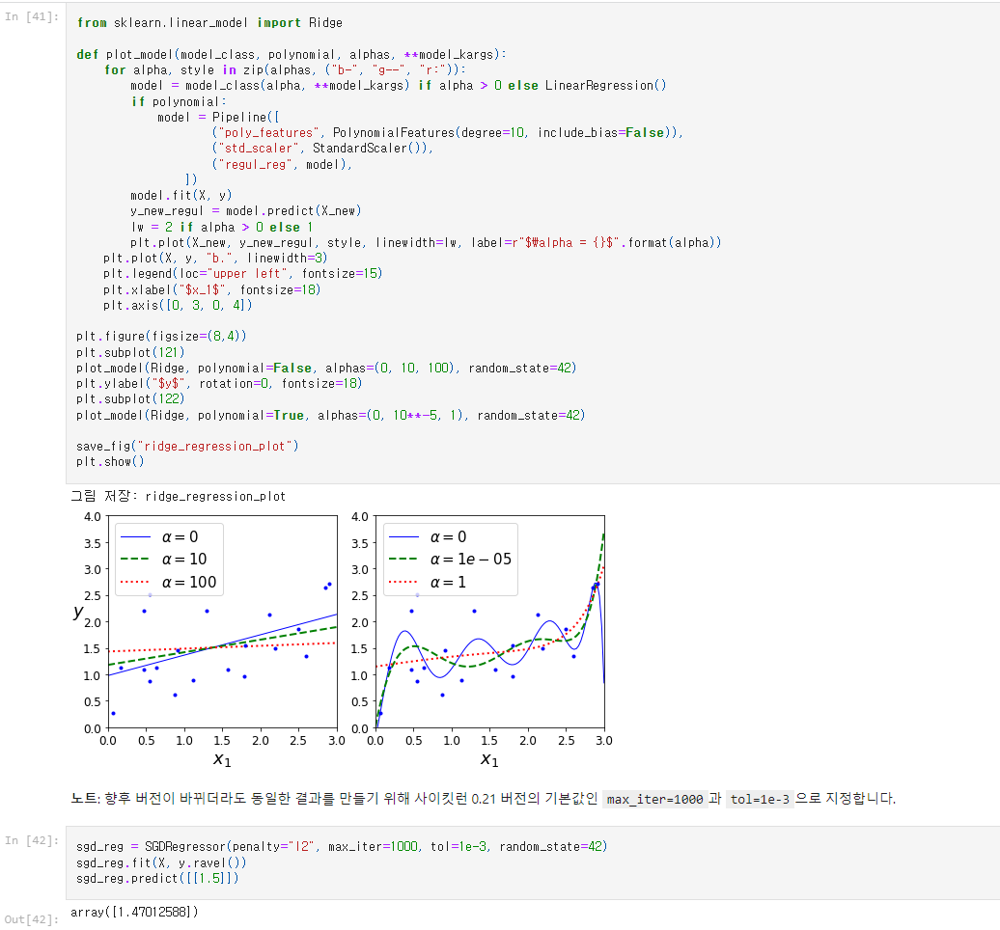 In [41]:
from sklearn.linear_model import Ridge
def plot_model(model_class, polynomial, alphas, **model_kargs):
    for alpha, style in zip(alphas, ("b-", "g--", "r:")):
        model = model_class(alpha, **model_kargs) if alpha > 0 else LinearRegression()
        if polynomial:
            model = Pipeline([
                    ("poly_features", PolynomialFeatures(degree=10, include_bias=False)),
                    ("std_scaler", StandardScaler()),
                    ("regul_reg", model),
                ])
        model.fit(X, y)
        y_new_regul = model.predict(X_new)
        lw = 2 if alpha > 0 else 1
        plt.plot(X_new, y_new_regul, style, linewidth=lw, label=r"$₩alpha = {}$".format(alpha))
    plt.plot(X, y, "b.", linewidth=3)
    plt.legend(loc="upper left", fontsize=15)
    plt.xlabel("$x_1$", fontsize=18)
    plt.axis([0, 3, 0, 4])
plt.figure(figsize=(8,4))
plt.subplot(121)
plot_model(Ridge, polynomial=False, alphas=(0, 10, 100), random_state=42)
plt.ylabel("$y$", rotation=0, fontsize=18)
plt.subplot(122)
plot_model(Ridge, polynomial=True, alphas=(0, 10**-5, 1), random_state=42)
save_fig("ridge_regression_plot")
plt.show()
그림 저장: ridge_regression_plot
4.0
3.5
3.0
2.5
2.0
1.5
1.0
0.5
0.0
y
α = 0
α = 10
α = 100
0.0 0.5 1.0 1.5 2.0 2.5 3.0
x₁
4.0
3.5
3.0
2.5
2.0
1.5
1.0
0.5
0.0
α = 0
α = 1e − 05
α = 1
0.0 0.5 1.0 1.5 2.0 2.5 3.0
x₁
노트: 향후 버전이 바뀌더라도 동일한 결과를 만들기 위해 사이킷런 0.21 버전의 기본값인 max_iter=1000 과 tol=1e-3 으로 지정합니다.
In [42]:
sgd_reg = SGDRegressor(penalty="l2", max_iter=1000, tol=1e-3, random_state=42)
sgd_reg.fit(X, y.ravel())
sgd_reg.predict([[1.5]])
Out[42]:
array([1.47012588])